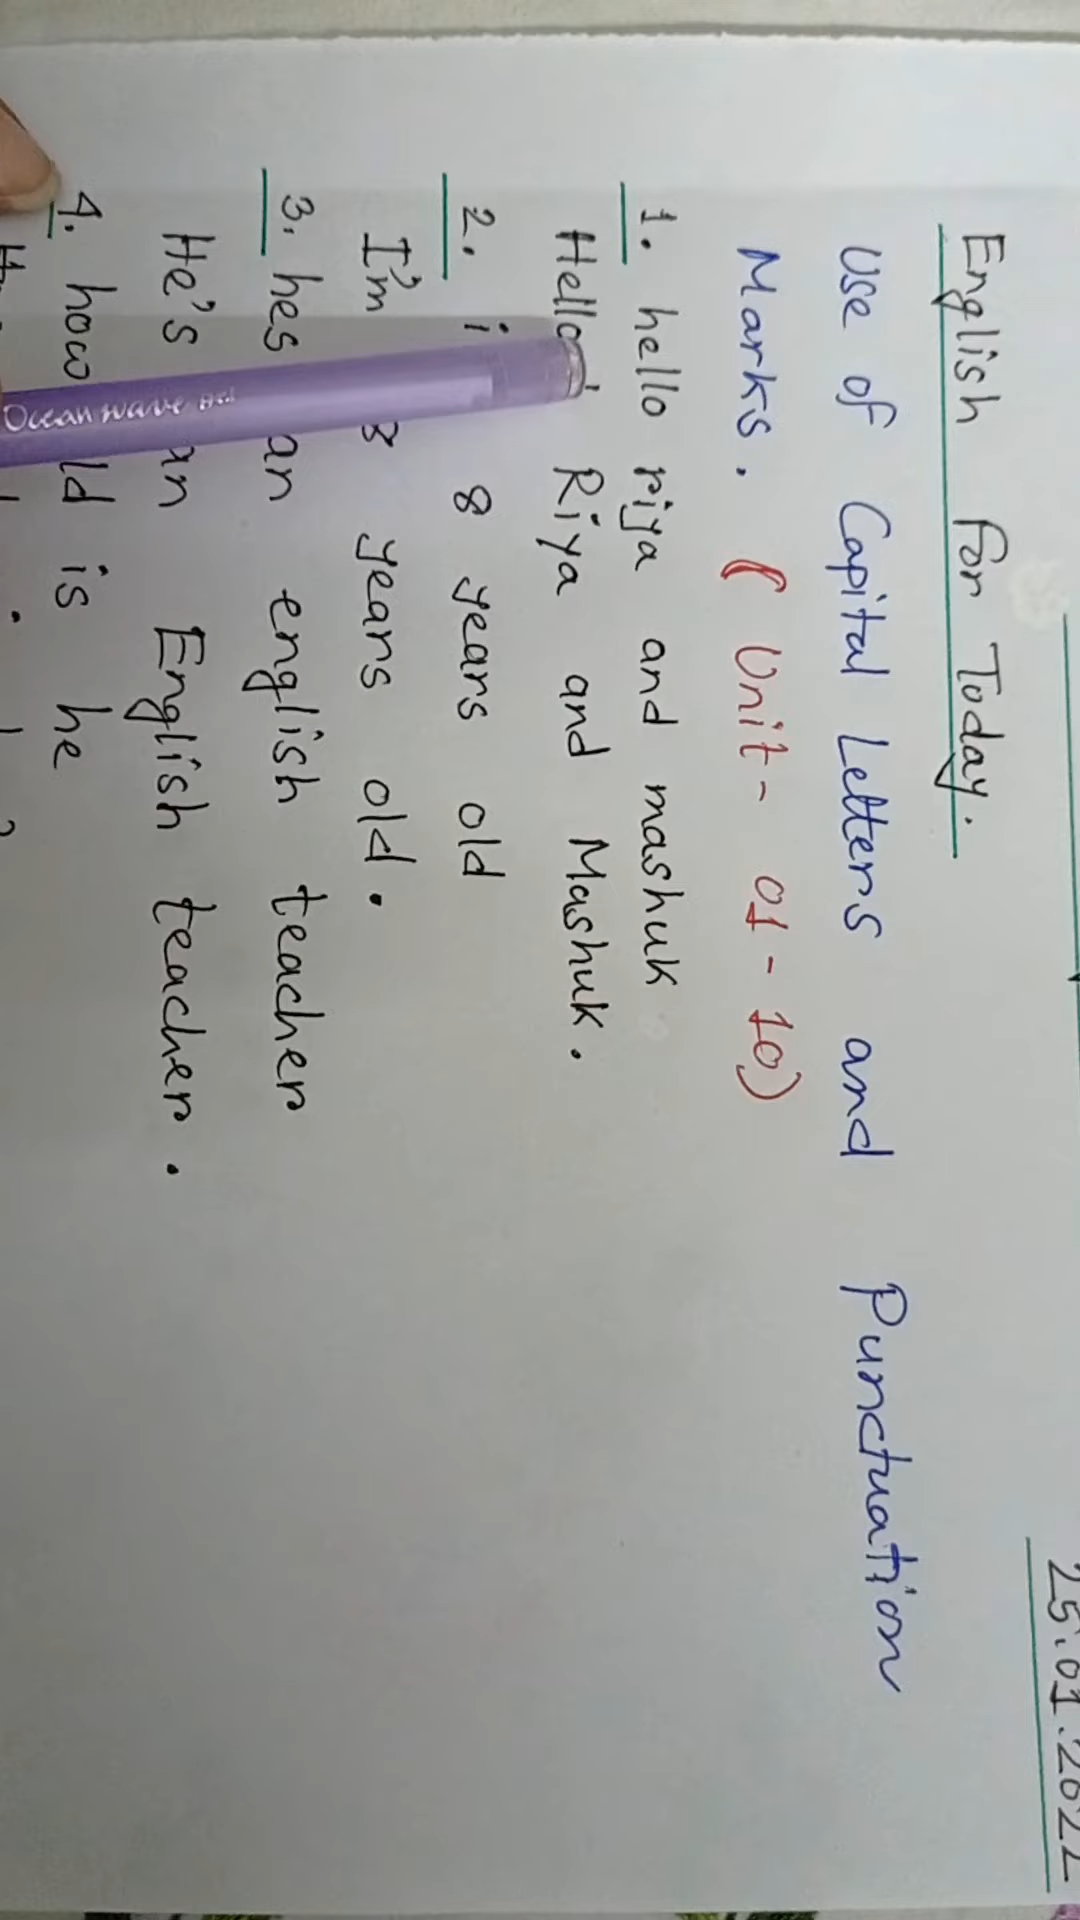 25.01.2022
English For Today.
Use of Capital Letters and Punctuation
Marks. ( Unit- 01-10)
1. hello riya and mashuk
Hello, Riya and Mashuk.
2. i 8 years old
I'm 8 years old.
3. hes an english teacher
He's an English teacher.
4. how is he
Ocean wave